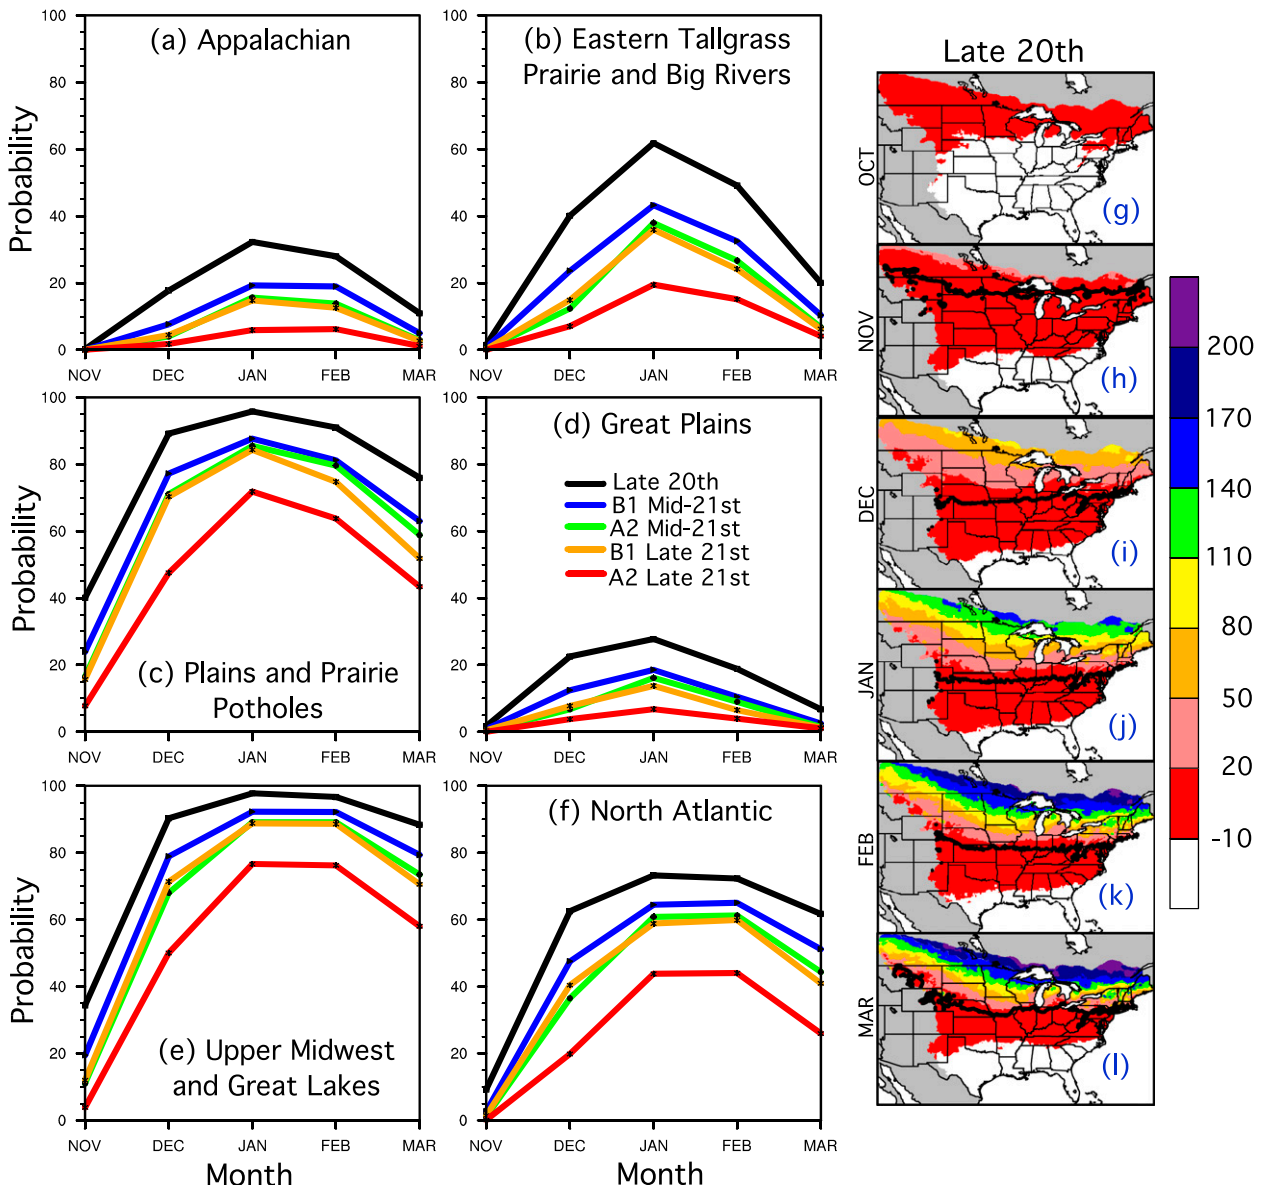 (a) Appalachian
100
80
60
40
20
0
Probability
NOV
DEC
JAN
FEB
MAR
(b) Eastern Tallgrass
Prairie and Big Rivers
100
80
60
40
20
0
NOV
DEC
JAN
FEB
MAR
(c) Plains and Prairie
Potholes
100
80
60
40
20
0
Probability
NOV
DEC
JAN
FEB
MAR
(d) Great Plains
Late 20th
B1 Mid-21st
A2 Mid-21st
B1 Late 21st
A2 Late 21st
100
80
60
40
20
0
NOV
DEC
JAN
FEB
MAR
(e) Upper Midwest
and Great Lakes
100
80
60
40
20
0
Probability
NOV
DEC
JAN
FEB
MAR
Month
(f) North Atlantic
100
80
60
40
20
0
NOV
DEC
JAN
FEB
MAR
Month
Late 20th
OCT
(g)
NOV
(h)
DEC
(i)
JAN
(j)
FEB
(k)
MAR
(l)
200
170
140
110
80
50
20
-10